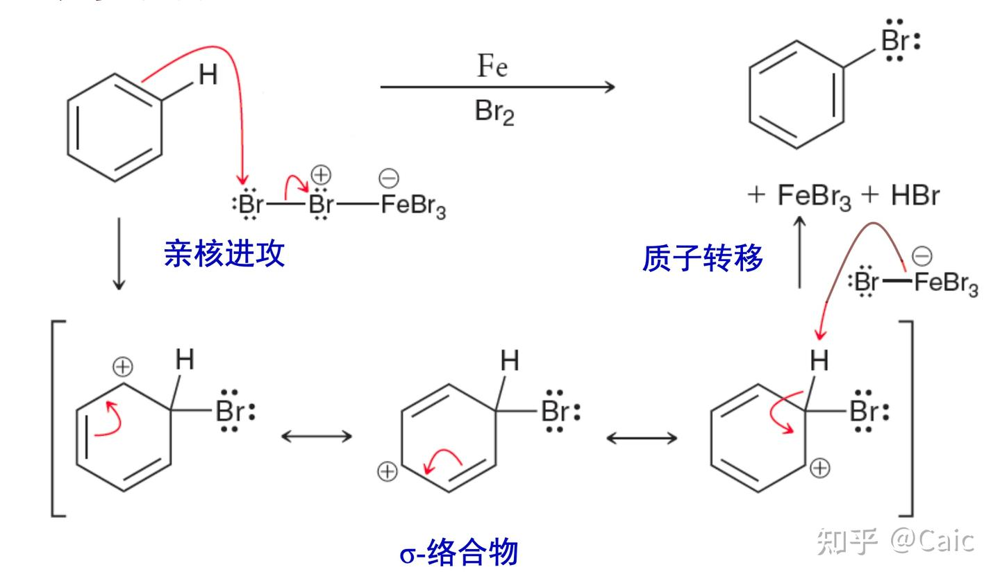 H
Fe
Br2
:Br:
:Br—Br—FeBr3
⊕ ⊖
亲核进攻
+ FeBr3 + HBr
质子转移
:Br—FeBr3
⊖
⊕ H
Br:
H
Br:
⊕
H
Br:
⊕
σ-络合物
知乎 @Caic